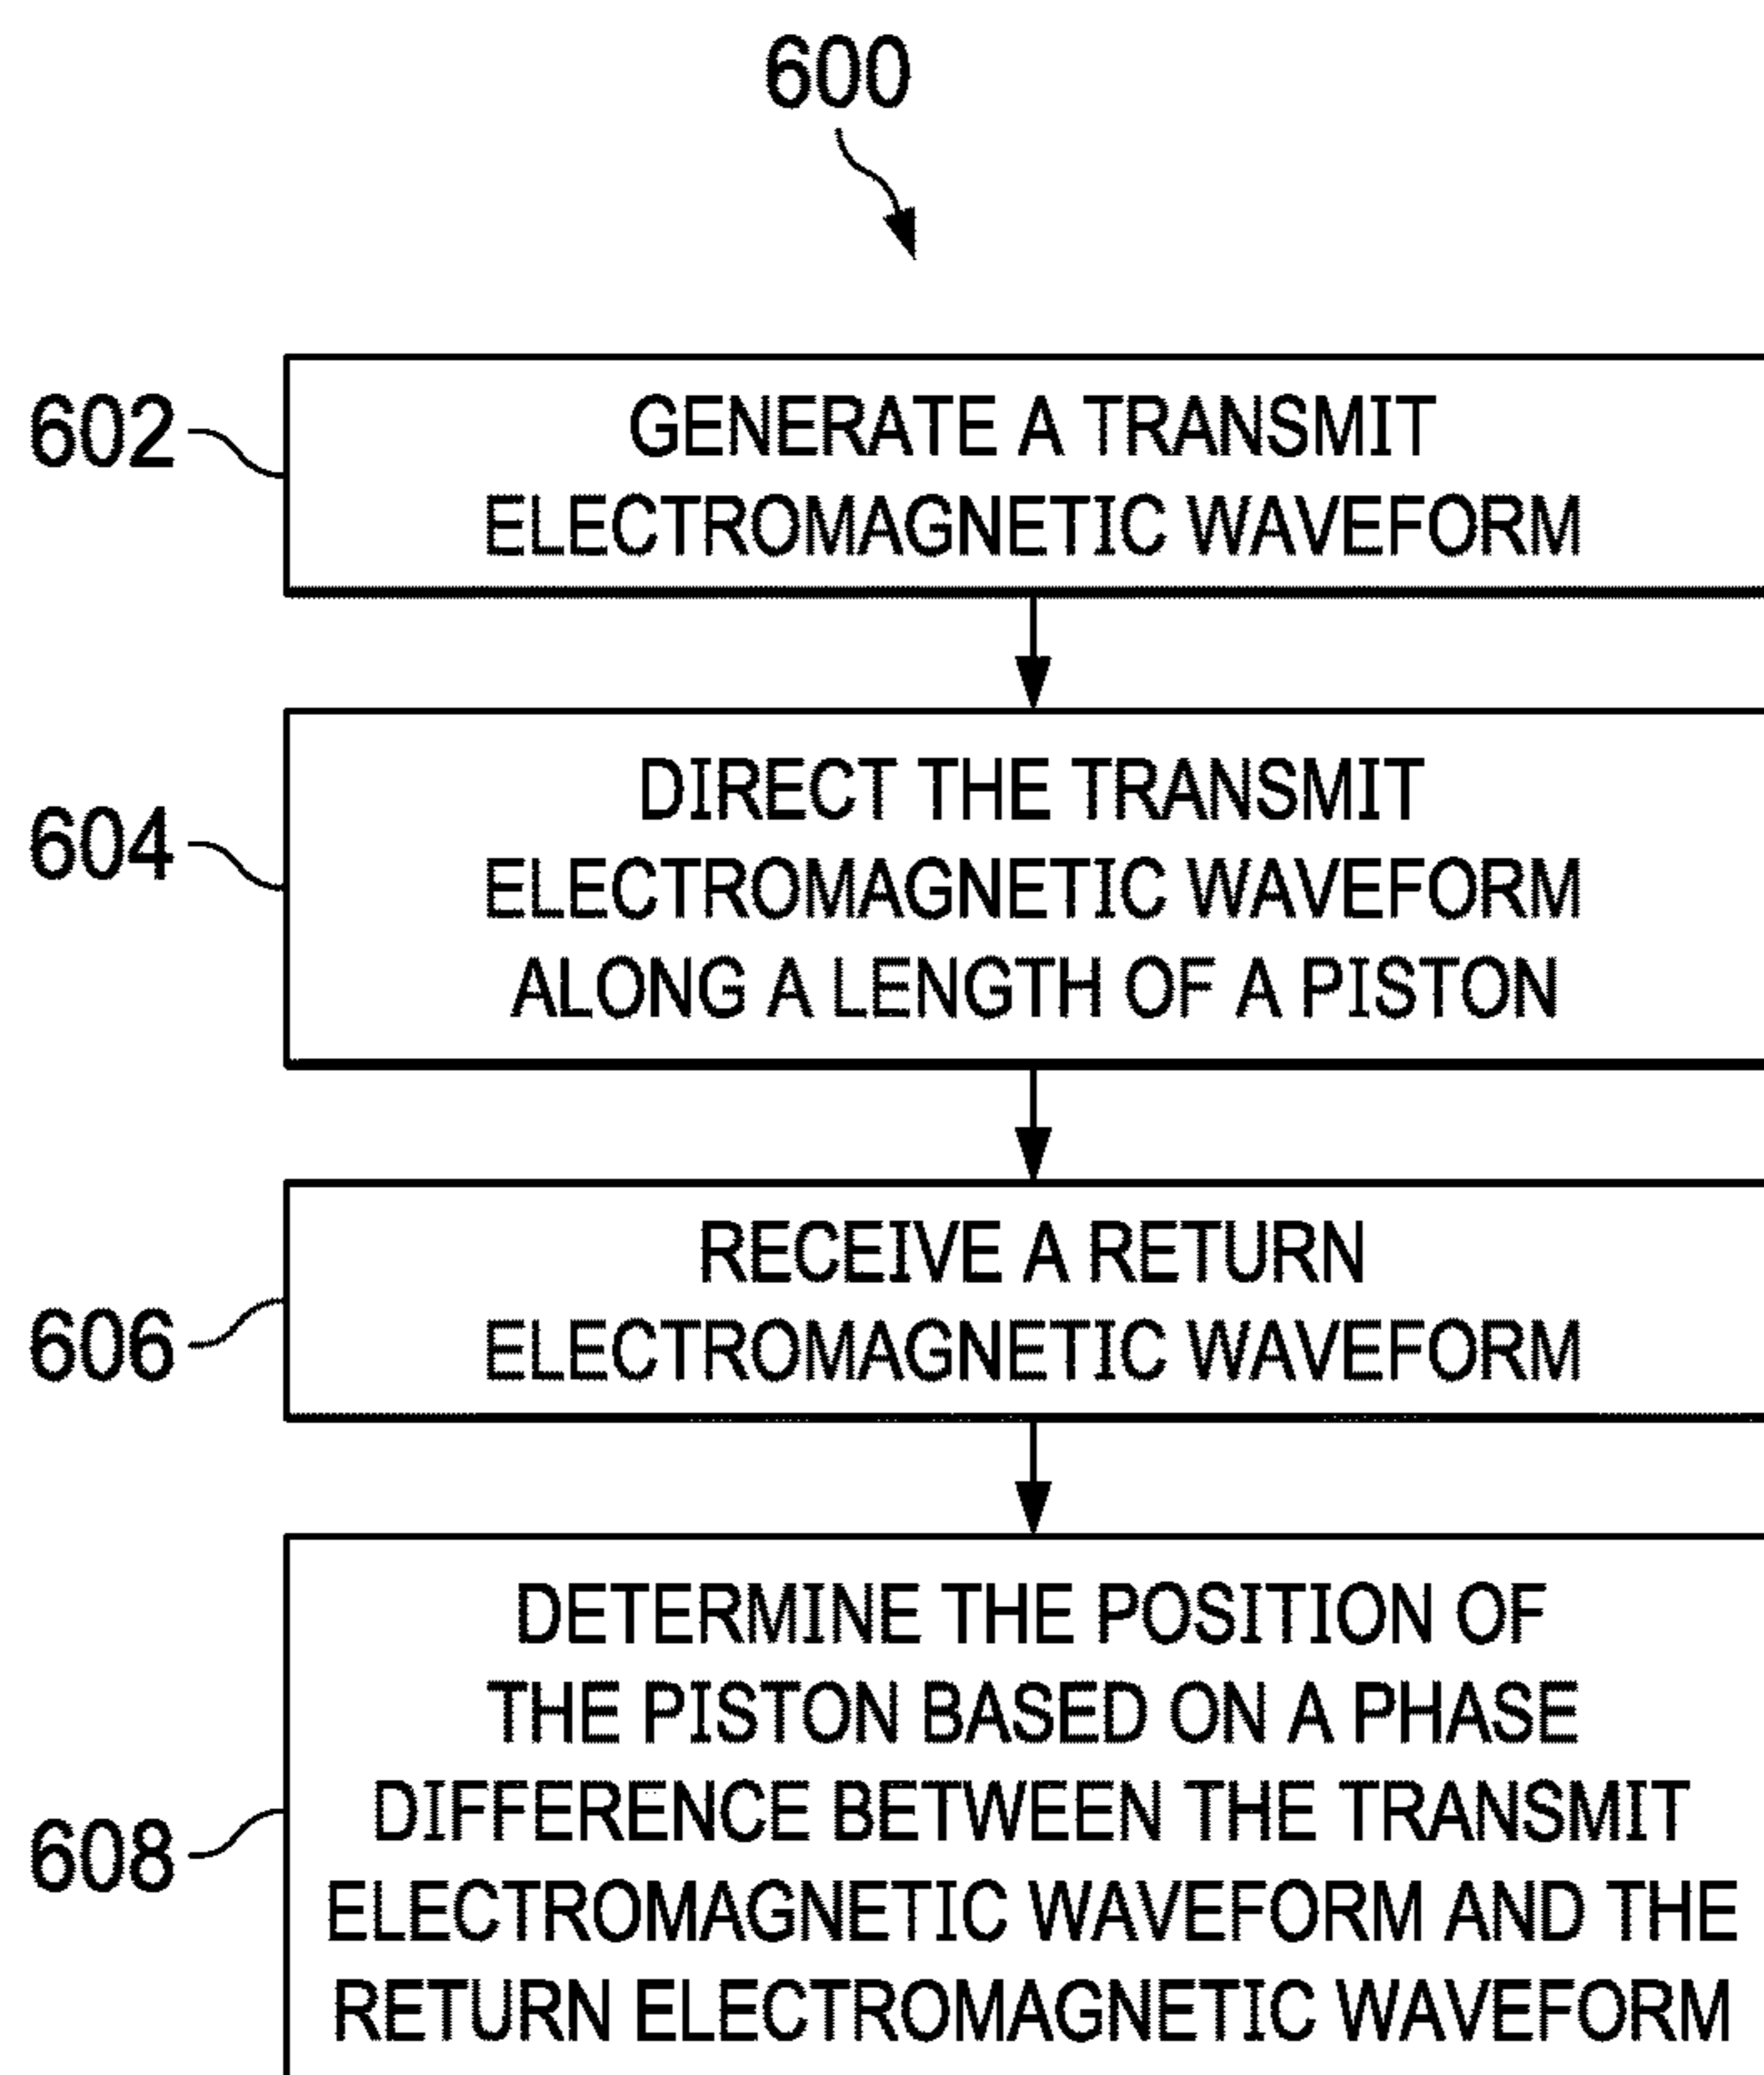 600
602
GENERATE A TRANSMIT
ELECTROMAGNETIC WAVEFORM
604
DIRECT THE TRANSMIT
ELECTROMAGNETIC WAVEFORM
ALONG A LENGTH OF A PISTON
606
RECEIVE A RETURN
ELECTROMAGNETIC WAVEFORM
608
DETERMINE THE POSITION OF
THE PISTON BASED ON A PHASE
DIFFERENCE BETWEEN THE TRANSMIT
ELECTROMAGNETIC WAVEFORM AND THE
RETURN ELECTROMAGNETIC WAVEFORM